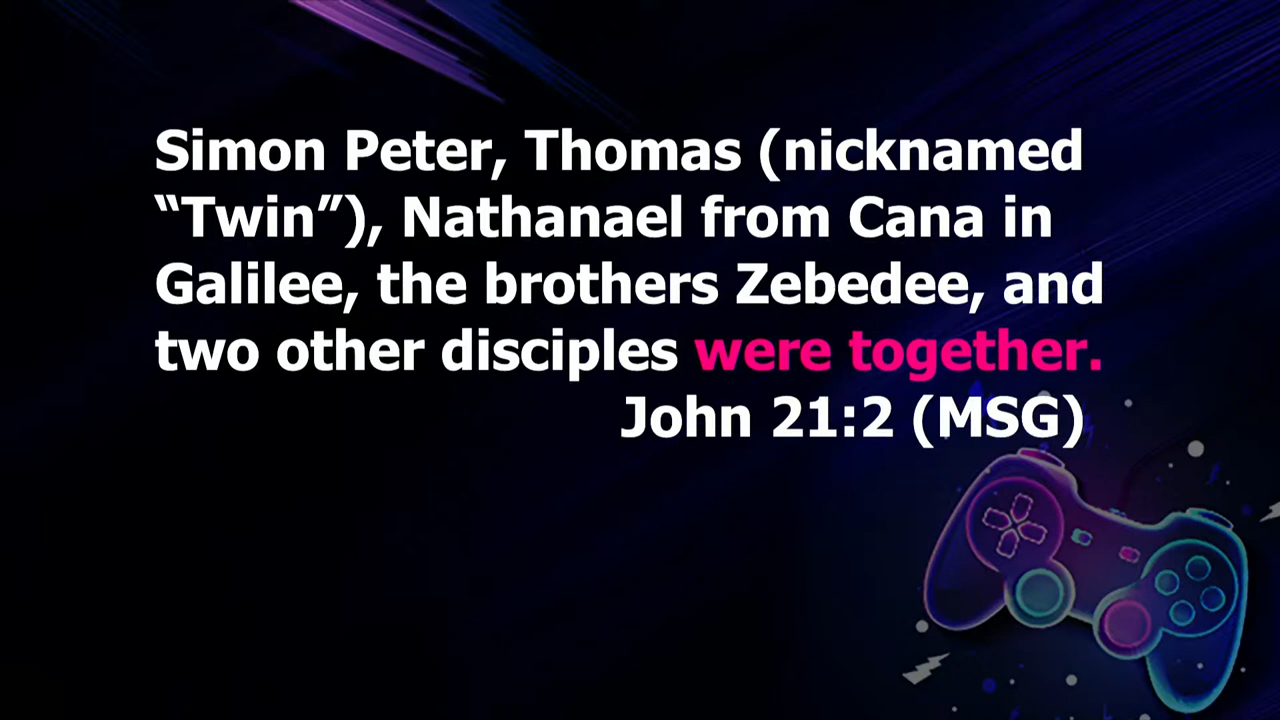 Simon Peter, Thomas (nicknamed
“Twin”), Nathanael from Cana in
Galilee, the brothers Zebedee, and
two other disciples were together.
John 21:2 (MSG)